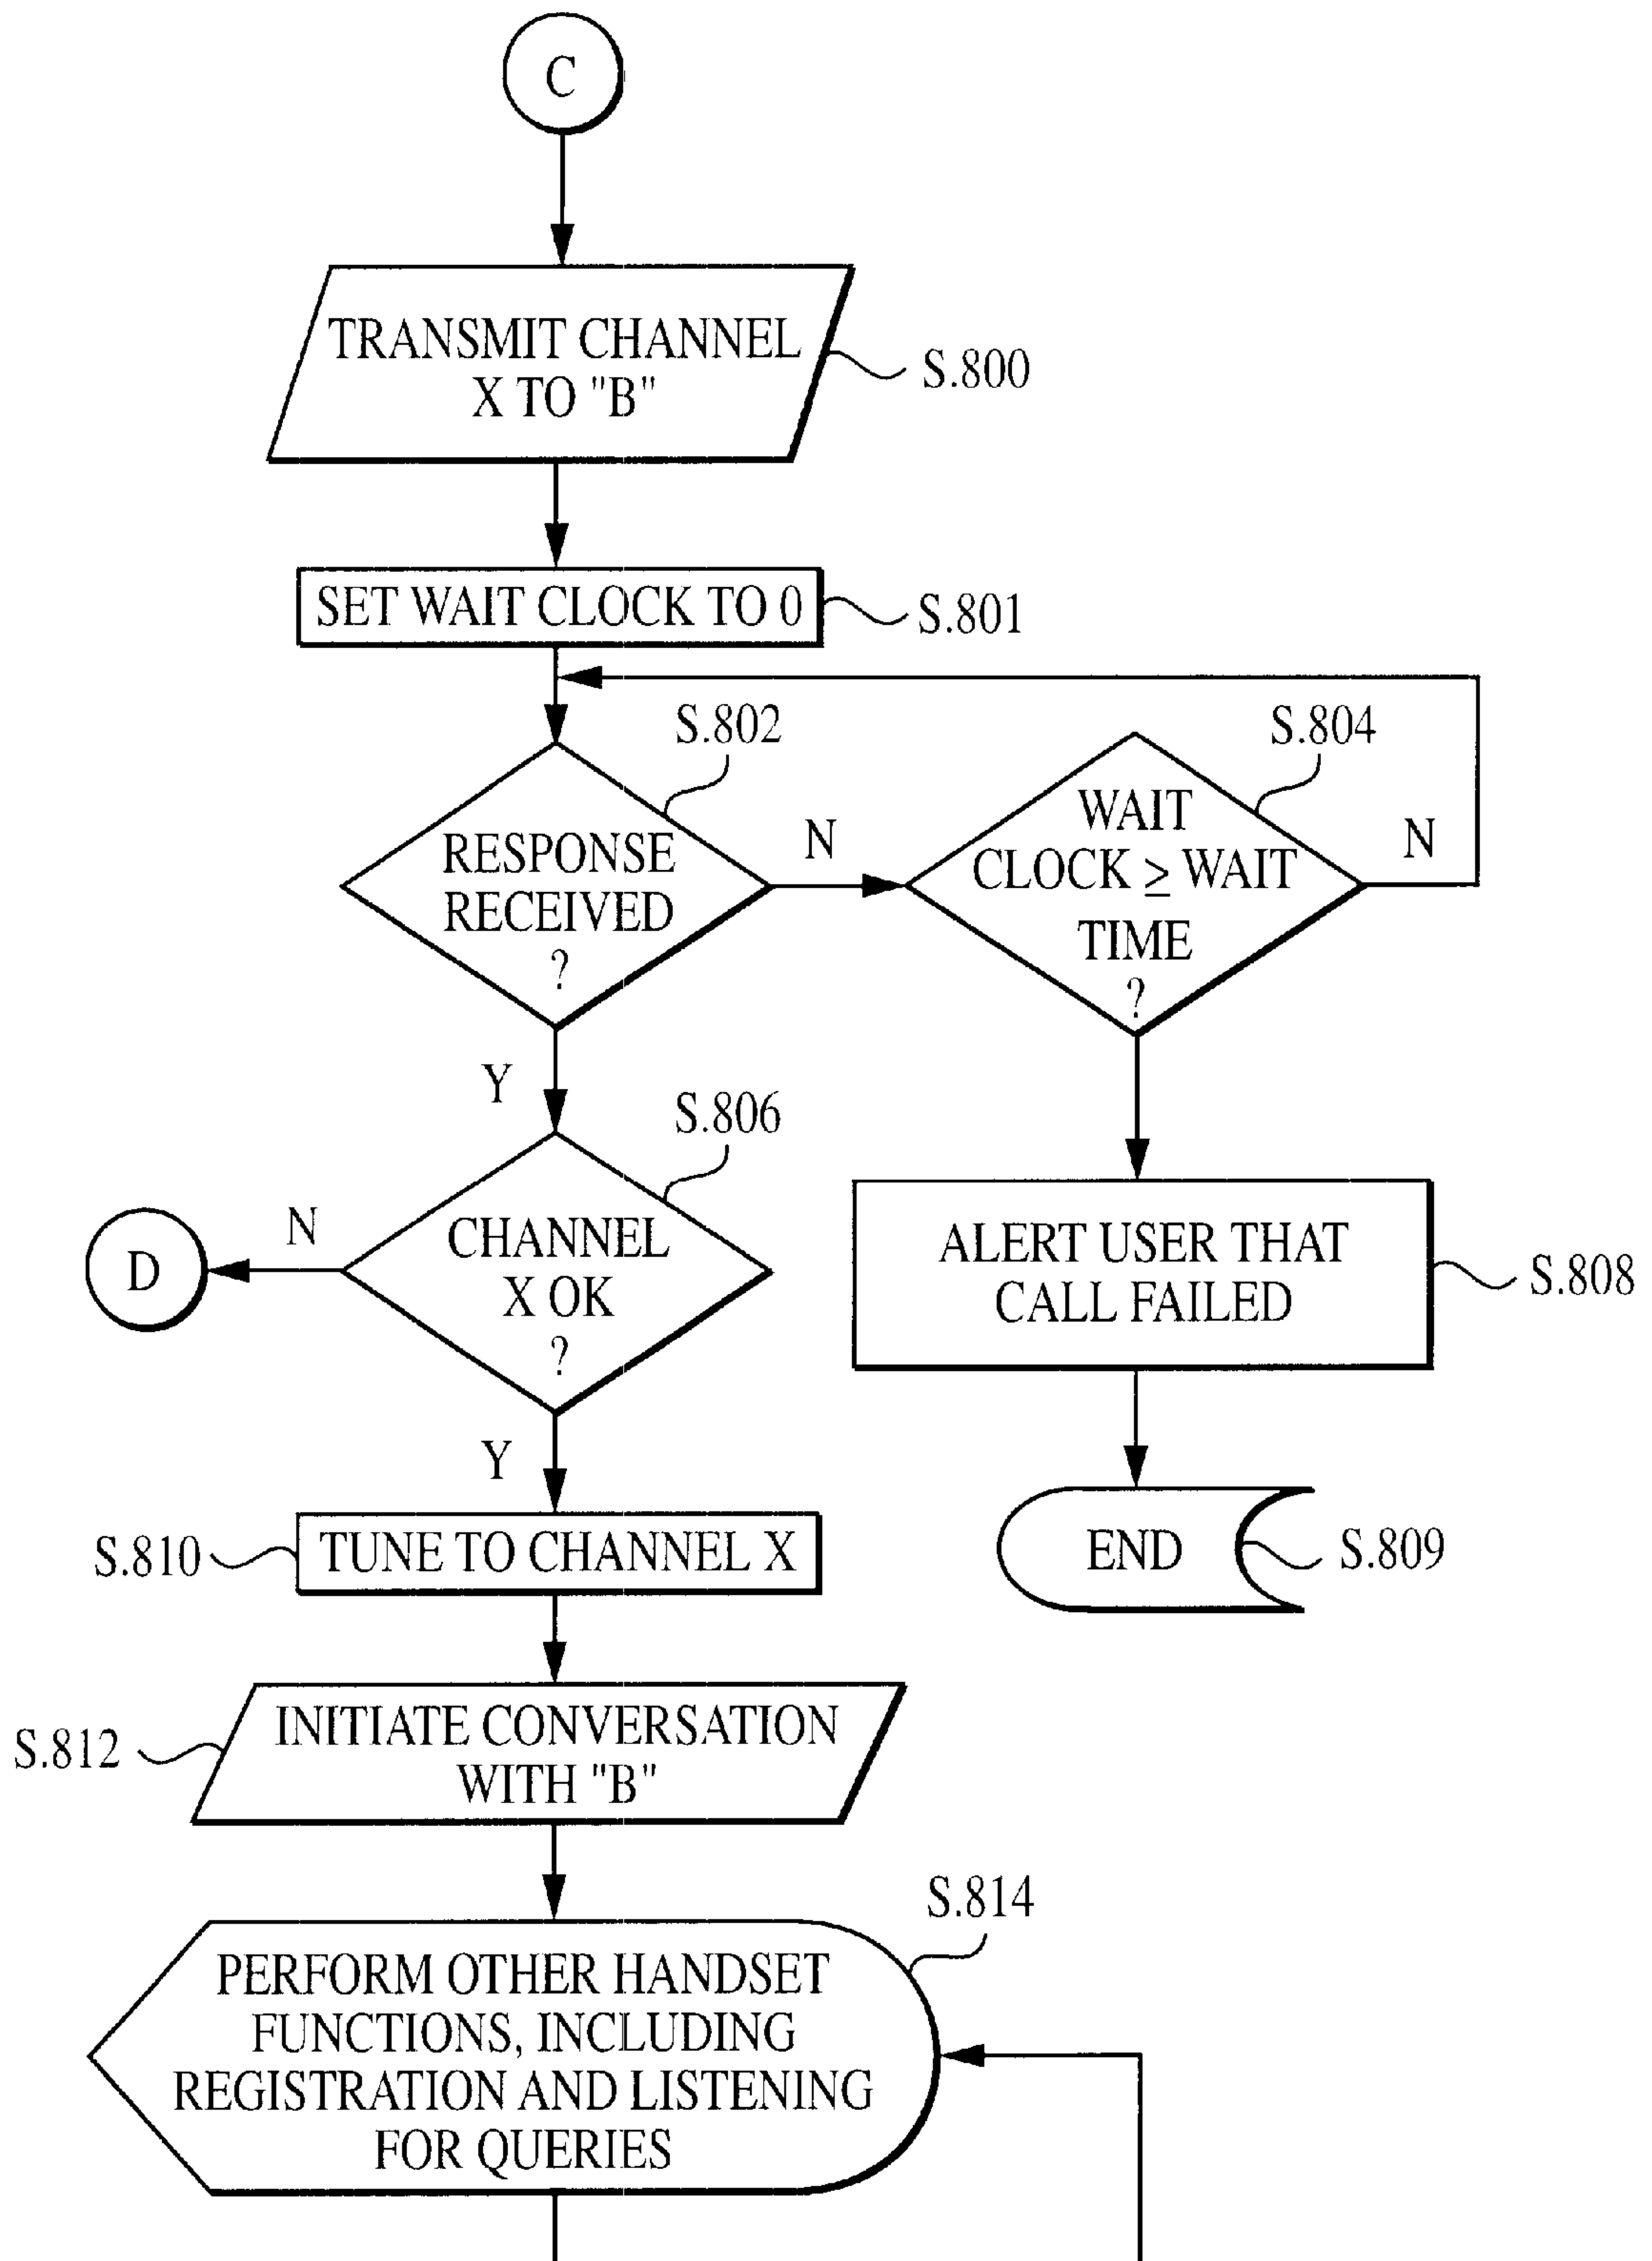 C
TRANSMIT CHANNEL
X TO "B"
S.800
SET WAIT CLOCK TO 0
S.801
S.802
RESPONSE
RECEIVED
?
N
S.804
WAIT
CLOCK ≥ WAIT
TIME
?
N
Y
S.806
CHANNEL
X OK
?
N
D
ALERT USER THAT
CALL FAILED
S.808
Y
S.810
TUNE TO CHANNEL X
END
S.809
S.812
INITIATE CONVERSATION
WITH "B"
S.814
PERFORM OTHER HANDSET
FUNCTIONS, INCLUDING
REGISTRATION AND LISTENING
FOR QUERIES